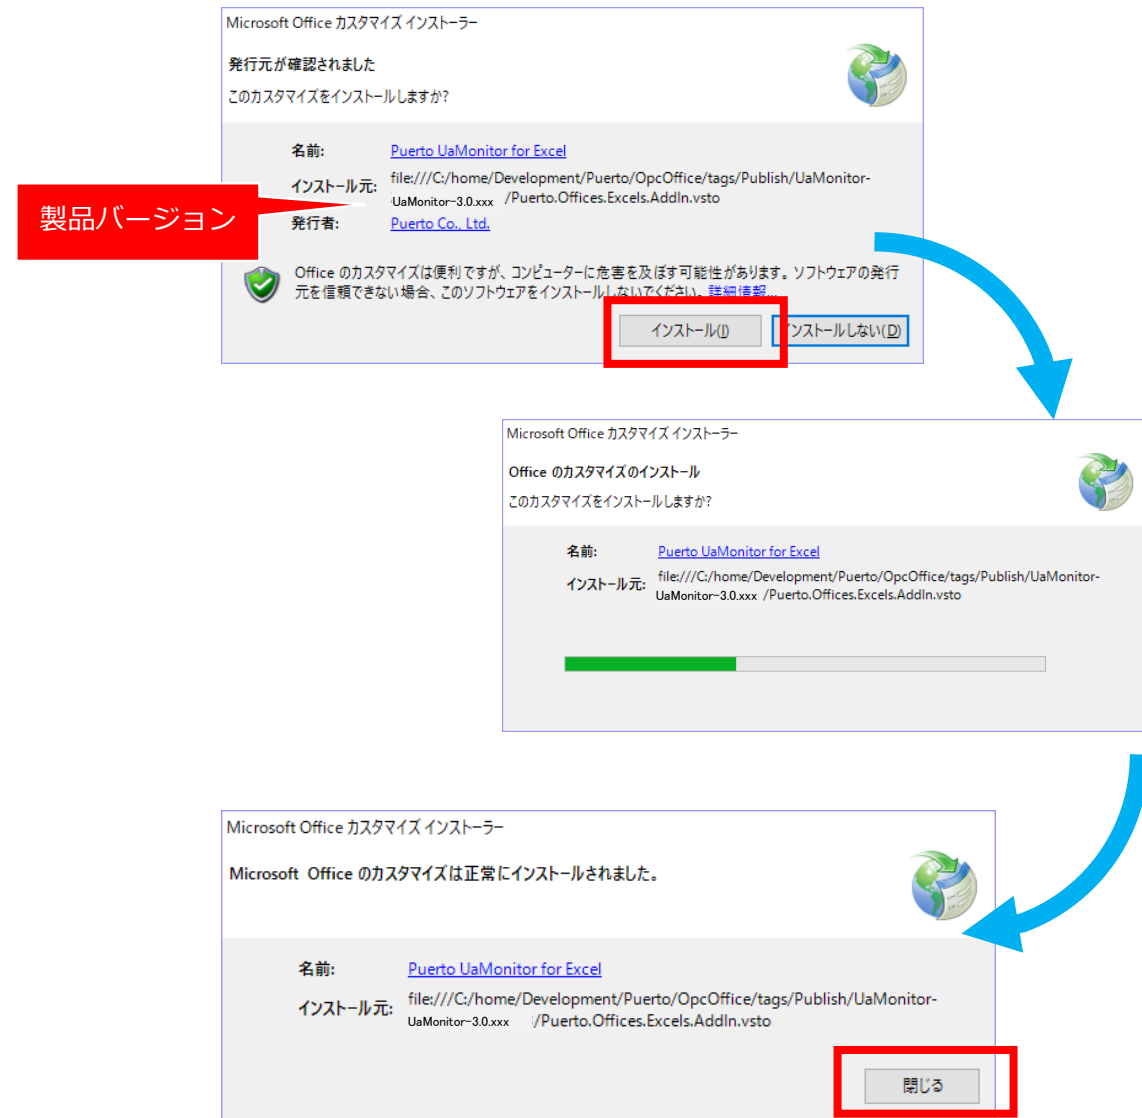 Microsoft Office カスタマイズ インストーラー
発行元が確認されました
このカスタマイズをインストールしますか?
名前: Puerto UaMonitor for Excel
インストール元: file:///C:/home/Development/Puerto/OpcOffice/tags/Publish/UaMonitor-
UaMonitor-3.0.xxx /Puerto.Offices.Excels.AddIn.vsto
製品バージョン
発行者: Puerto Co., Ltd.
Office のカスタマイズは便利ですが、コンピューターに危害を及ぼす可能性があります。ソフトウェアの発行
元を信頼できない場合、このソフトウェアをインストールしないでください。詳細情報...
インストール(I) インストールしない(D)
Microsoft Office カスタマイズ インストーラー
Office のカスタマイズのインストール
このカスタマイズをインストールしますか?
名前: Puerto UaMonitor for Excel
インストール元: file:///C:/home/Development/Puerto/OpcOffice/tags/Publish/UaMonitor-
UaMonitor-3.0.xxx /Puerto.Offices.Excels.AddIn.vsto
Microsoft Office カスタマイズ インストーラー
Microsoft Office のカスタマイズは正常にインストールされました。
名前: Puerto UaMonitor for Excel
インストール元: file:///C:/home/Development/Puerto/OpcOffice/tags/Publish/UaMonitor-
UaMonitor-3.0.xxx /Puerto.Offices.Excels.AddIn.vsto
閉じる